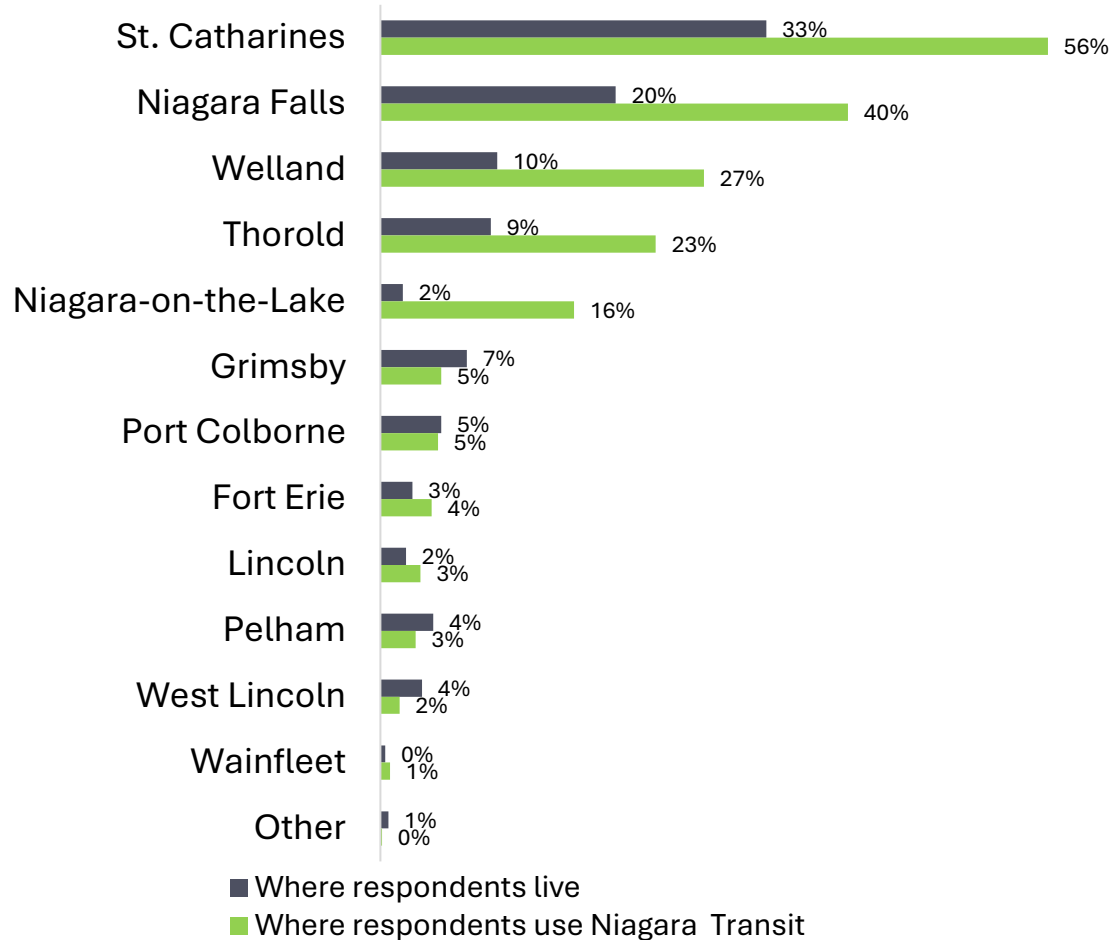 St. Catharines
33%
56%
Niagara Falls
20%
40%
Welland
10%
27%
Thorold
9%
23%
Niagara-on-the-Lake
2%
16%
Grimsby
7%
5%
Port Colborne
5%
5%
Fort Erie
3%
4%
Lincoln
2%
3%
Pelham
4%
3%
West Lincoln
4%
2%
Wainfleet
0%
1%
Other
1%
0%
Where respondents live
Where respondents use Niagara Transit